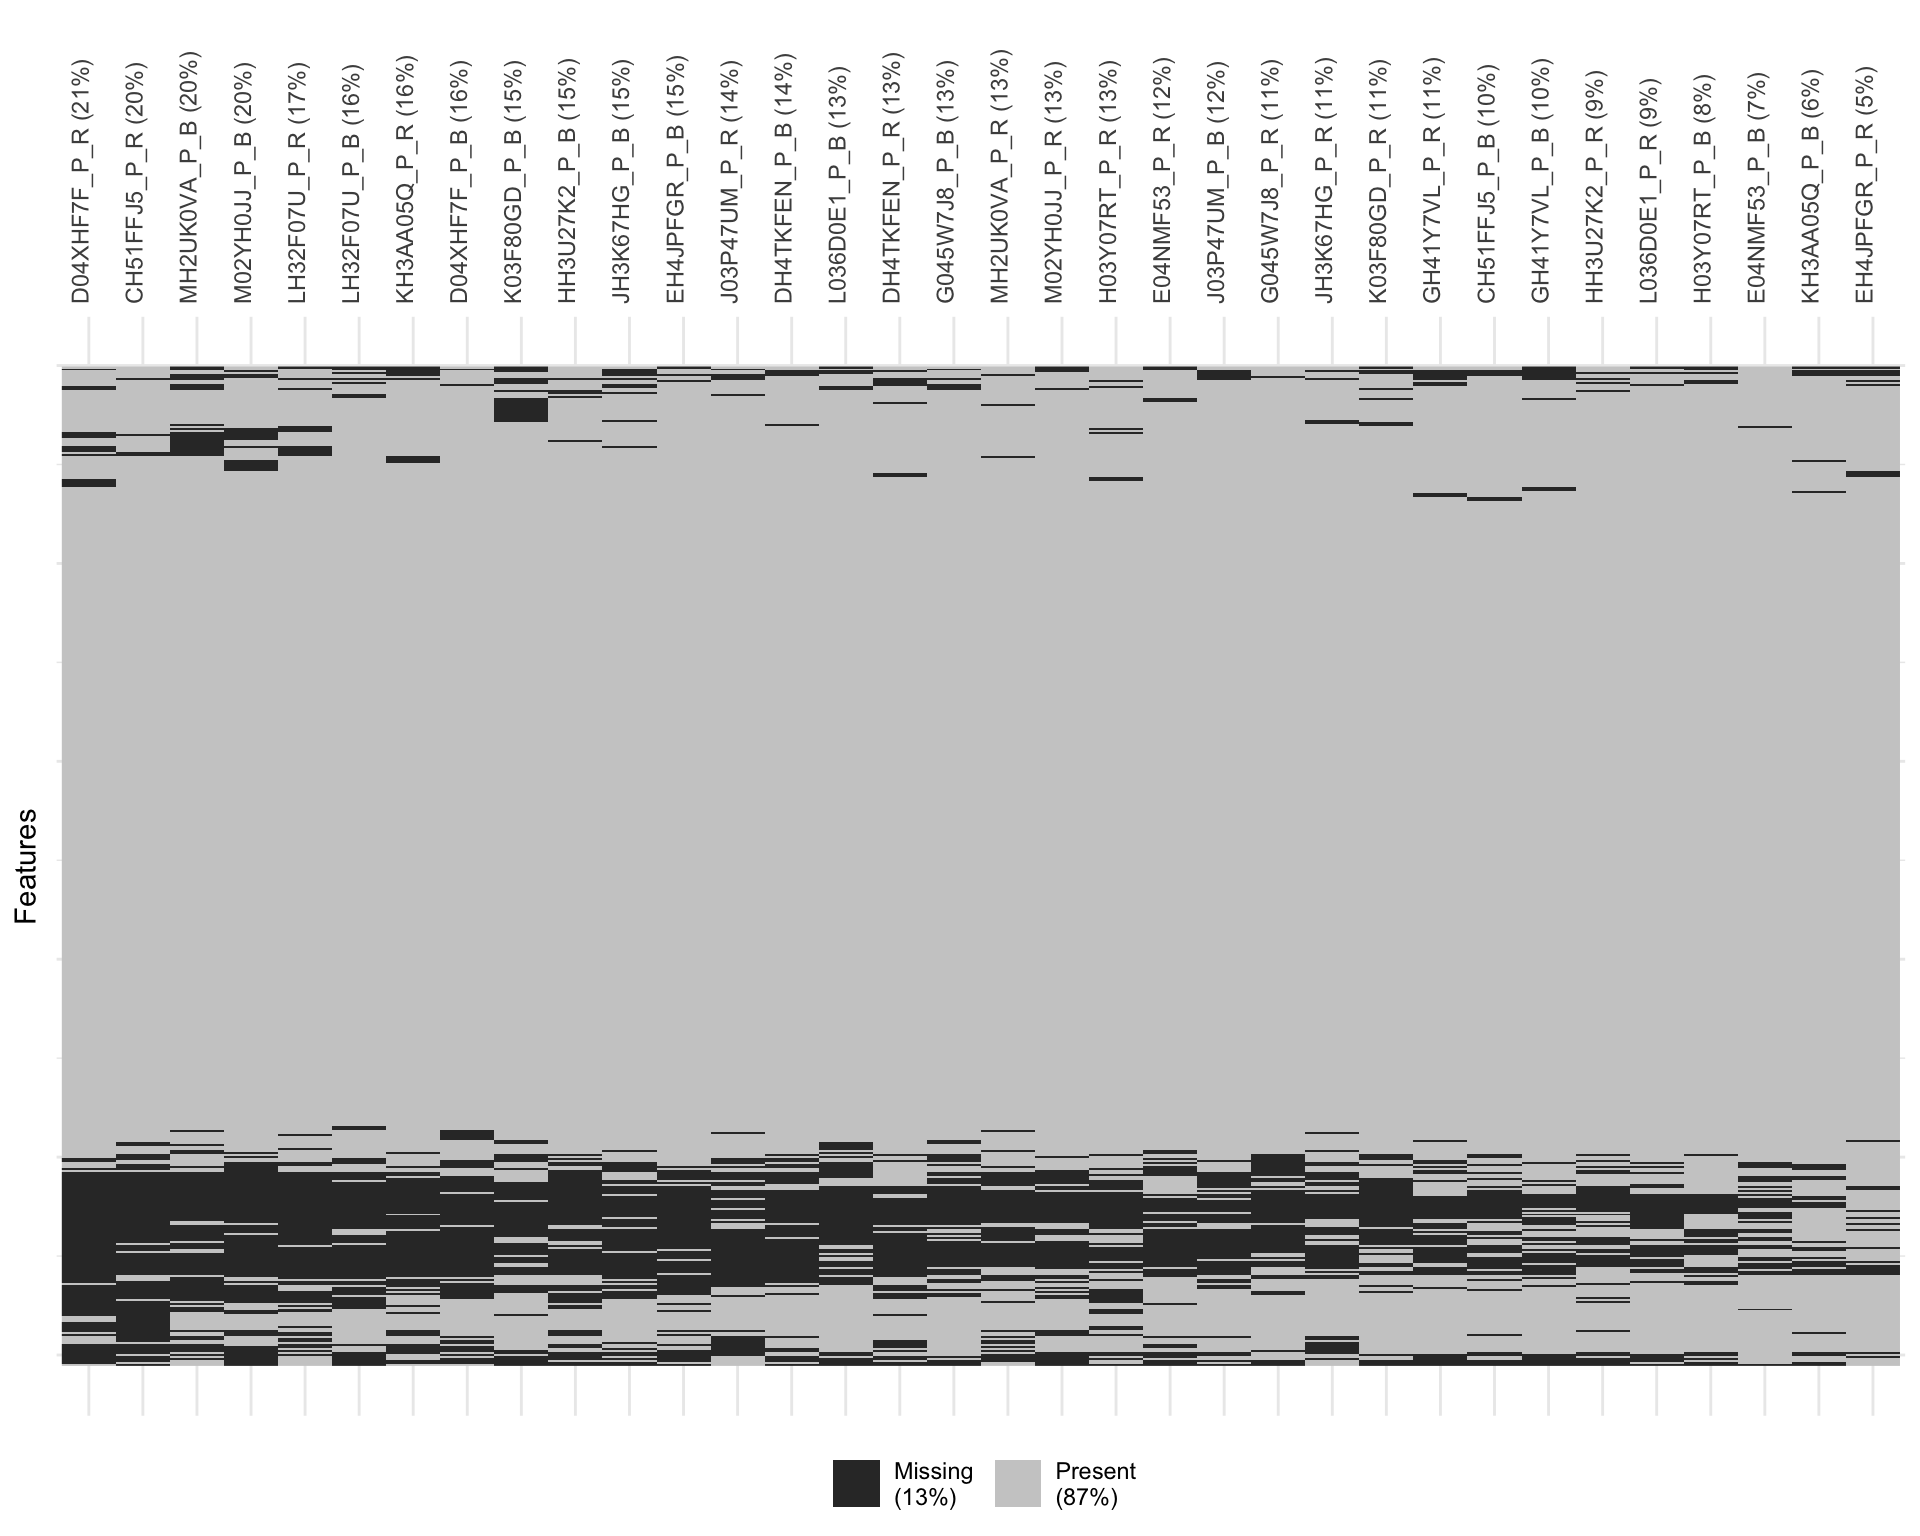 D04XHF7F_P_R (21%)
CH51FFJ5_P_R (20%)
MH2UK0VA_P_B (20%)
M02YH0JJ_P_B (20%)
LH32F07U_P_R (17%)
LH32F07U_P_B (16%)
KH3AA05Q_P_R (16%)
D04XHF7F_P_B (16%)
K03F80GD_P_B (15%)
HH3U27K2_P_B (15%)
JH3K67HG_P_B (15%)
EH4JPFGR_P_B (15%)
J03P47UM_P_R (14%)
DH4TKFEN_P_B (14%)
L036D0E1_P_B (13%)
DH4TKFEN_P_R (13%)
G045W7J8_P_B (13%)
MH2UK0VA_P_R (13%)
M02YH0JJ_P_R (13%)
H03Y07RT_P_R (13%)
E04NMF53_P_R (12%)
J03P47UM_P_B (12%)
G045W7J8_P_R (11%)
JH3K67HG_P_R (11%)
K03F80GD_P_R (11%)
GH41Y7VL_P_R (11%)
CH51FFJ5_P_B (10%)
GH41Y7VL_P_B (10%)
HH3U27K2_P_R (9%)
L036D0E1_P_R (9%)
H03Y07RT_P_B (8%)
E04NMF53_P_B (7%)
KH3AA05Q_P_B (6%)
EH4JPFGR_P_R (5%)
Features
Missing
(13%)
Present
(87%)